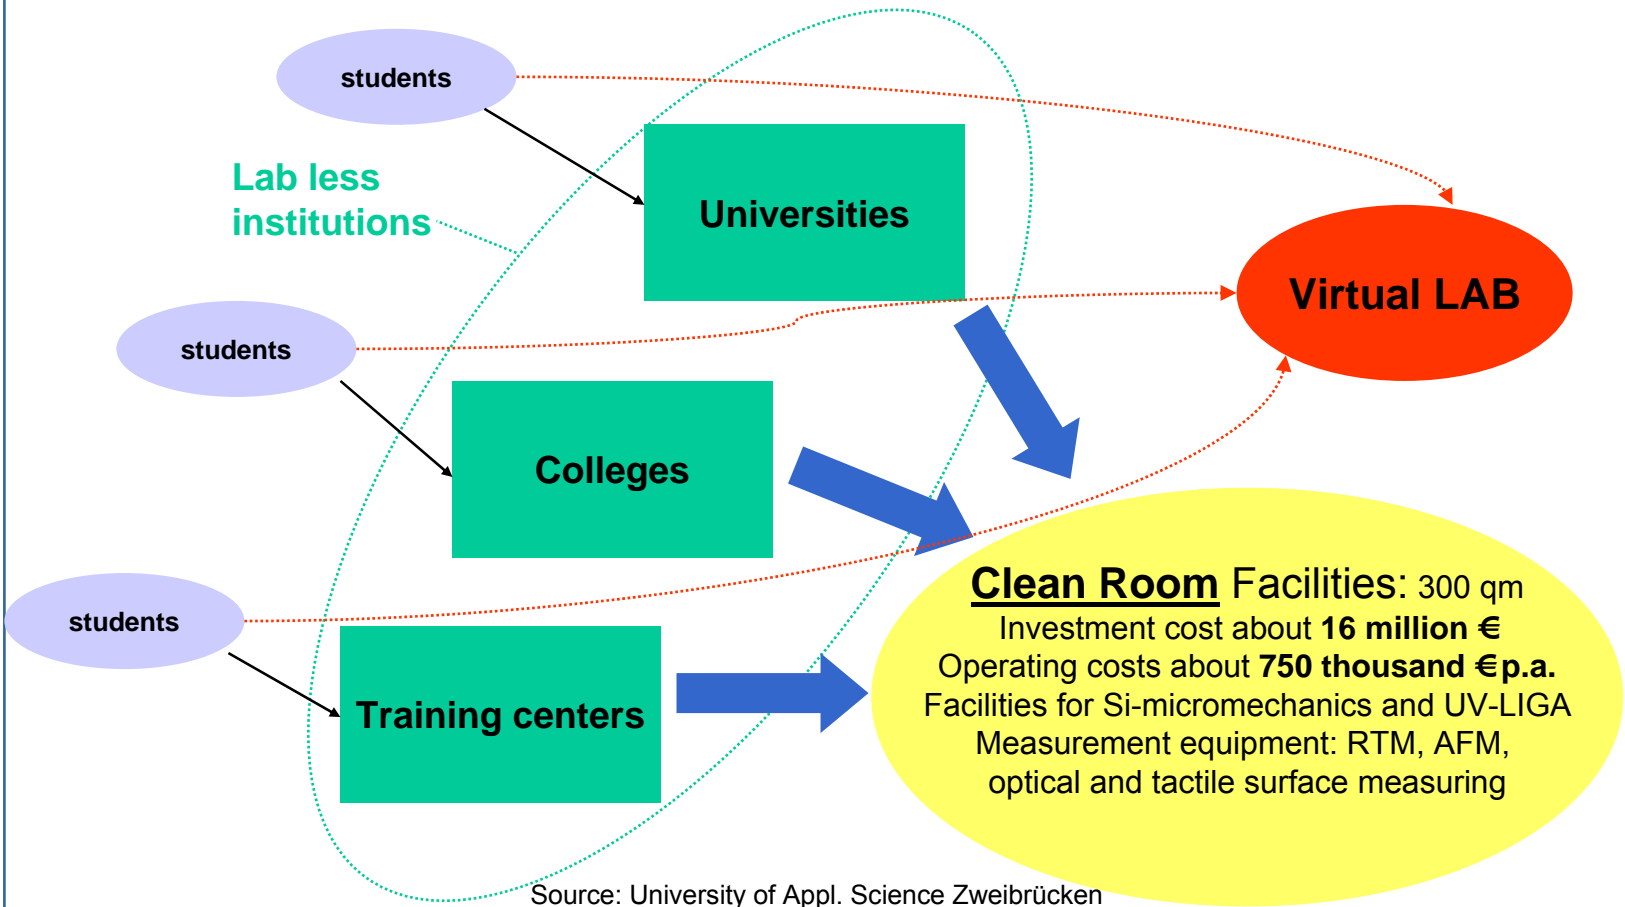 students
Lab less
institutions
Universities
Virtual LAB
students
Colleges
students
Training centers
Clean Room Facilities: 300 qm
Investment cost about 16 million €
Operating costs about 750 thousand €p.a.
Facilities for Si-micromechanics and UV-LIGA
Measurement equipment: RTM, AFM,
optical and tactile surface measuring
Source: University of Appl. Science Zweibrücken